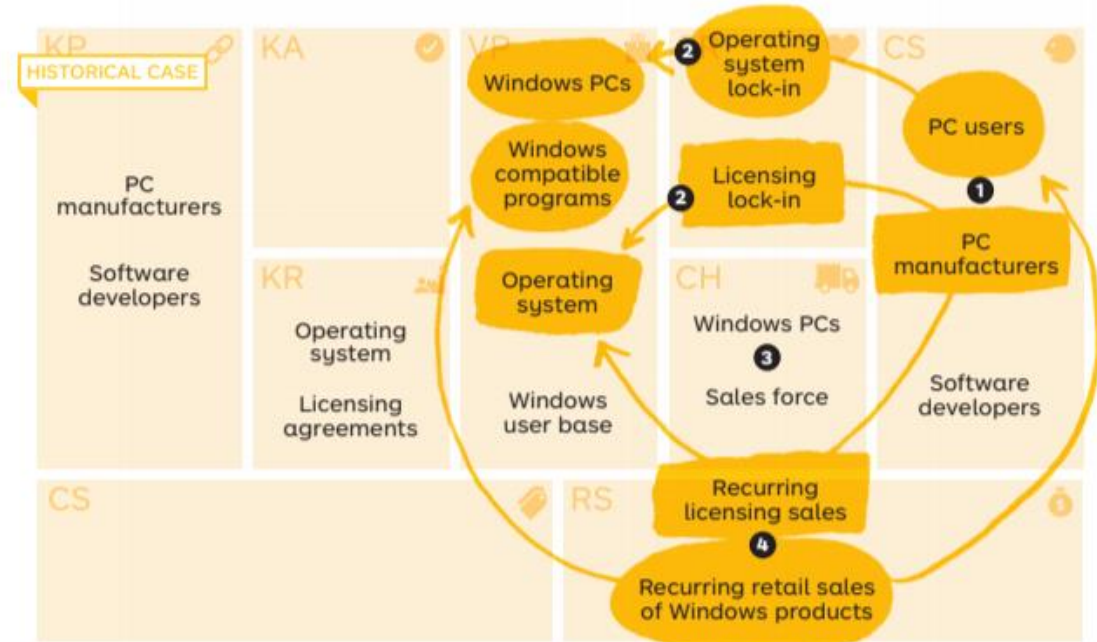 KP
HISTORICAL CASE
PC
manufacturers
Software
developers
KA
KR
Operating
system
Licensing
agreements
VP
Windows PCs
Windows
compatible
programs
Operating
system
Windows
user base
2
Operating
system
lock-in
2
Licensing
lock-in
CH
Windows PCs
3
Sales force
CS
PC users
1
PC
manufacturers
Software
developers
CS
RS
Recurring
licensing sales
4
Recurring retail sales
of Windows products